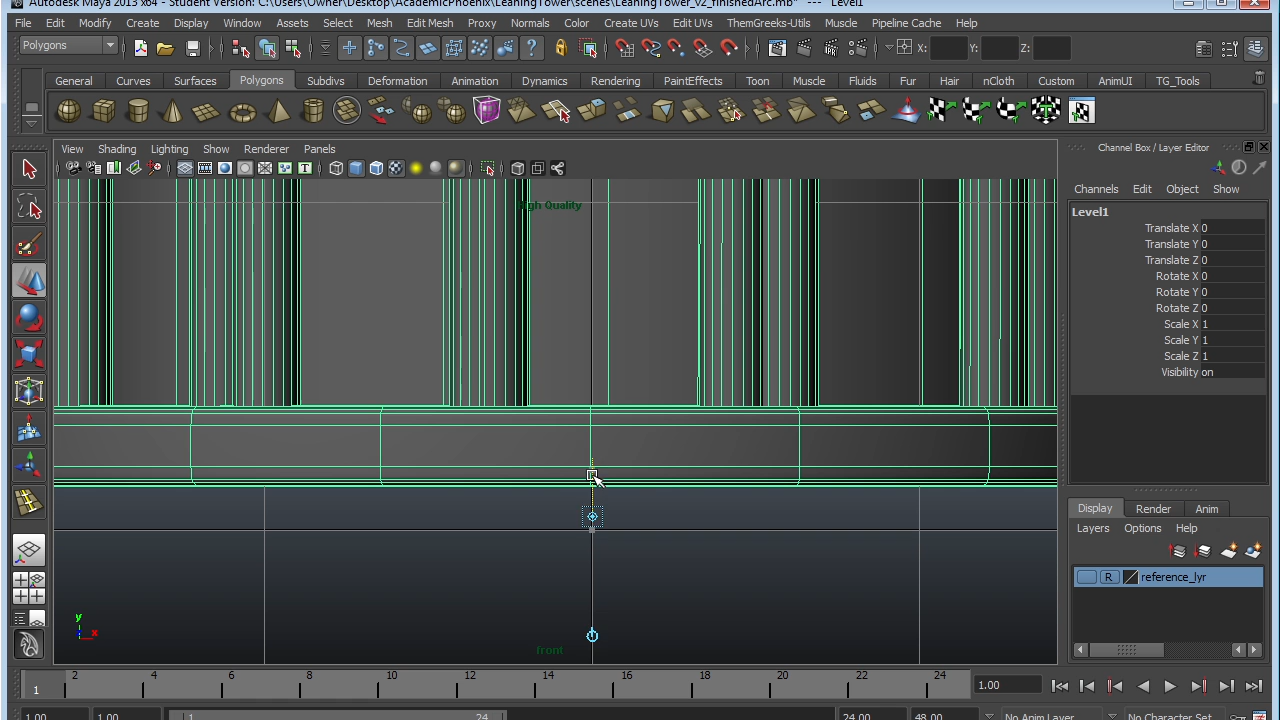 Autodesk Maya 2013 x64 - Student Version: C:\Users\Owner\Desktop\AcademicPhoenix\LeaningTower\scenes\LeaningTower_v2_finishedArc.mb* --- Level1
File Edit Modify Create Display Window Assets Select Mesh Edit Mesh Proxy Normals Color Create UVs Edit UVs ThemGreeks-Utils Muscle Pipeline Cache Help
Polygons X: Y: Z:
General Curves Surfaces Polygons Subdivs Deformation Animation Dynamics Rendering PaintEffects Toon Muscle Fluids Fur Hair nCloth Custom AnimUI TG_Tools
View Shading Lighting Show Renderer Panels
Channel Box / Layer Editor
Channels Edit Object Show
High Quality
Level1
Translate X 0
Translate Y 0
Translate Z 0
Rotate X 0
Rotate Y 0
Rotate Z 0
Scale X 1
Scale Y 1
Scale Z 1
Visibility on
Display Render Anim
Layers Options Help
R reference_lyr
y
x
front
1 2 4 6 8 10 12 14 16 18 20 22 24 1.00
1.00 1.00 1 24 24.00 48.00 No Anim Layer No Character Set